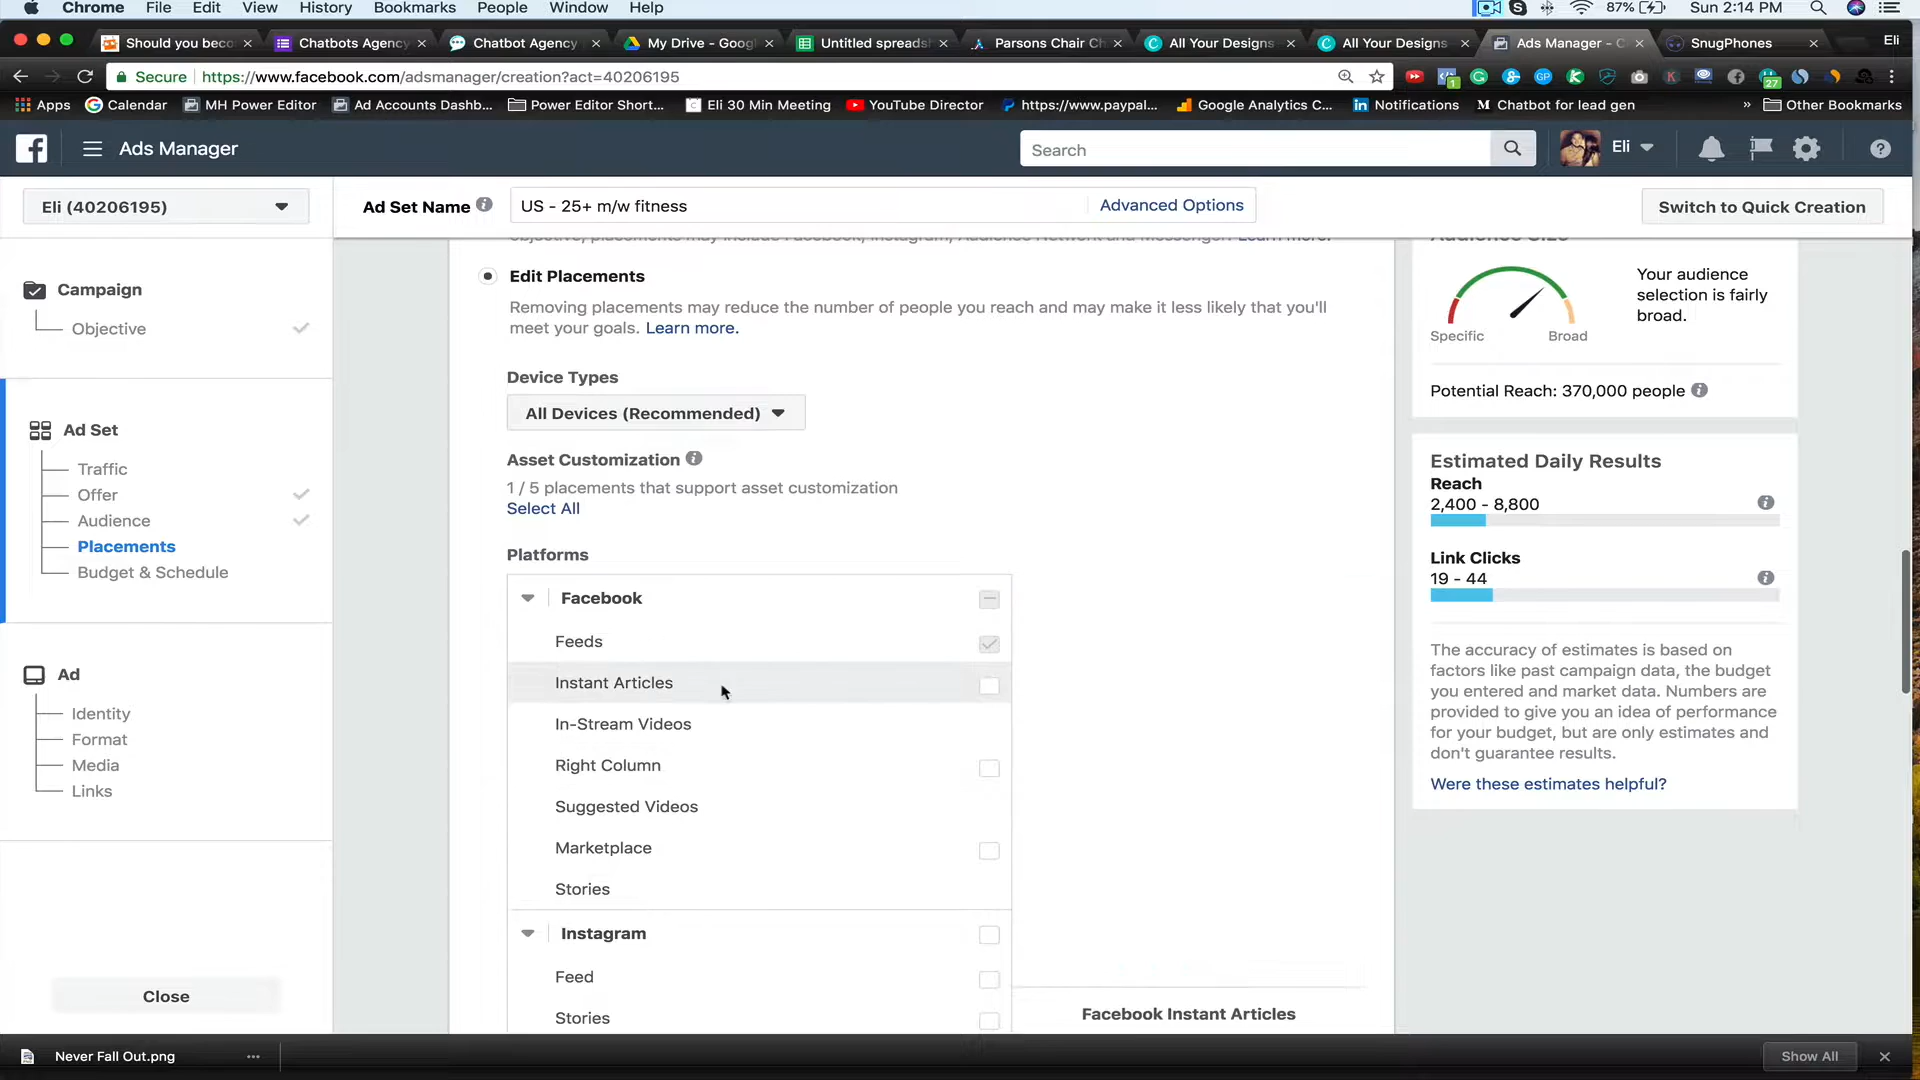 Chrome File Edit View History Bookmarks People Window Help 87% Sun 2:14 PM
Should you beco Chatbots Agency Chatbot Agency My Drive - Goog Untitled spreads Parsons Chair Ch All Your Designs All Your Designs Ads Manager - C SnugPhones Eli
Secure https://www.facebook.com/adsmanager/creation?act=40206195
Apps Calendar MH Power Editor Ad Accounts Dashb... Power Editor Short... Eli 30 Min Meeting YouTube Director https://www.paypal... Google Analytics C... Notifications Chatbot for lead gen » Other Bookmarks
Ads Manager Search Eli
Eli (40206195) Ad Set Name US - 25+ m/w fitness Advanced Options Switch to Quick Creation
Campaign
Objective
Ad Set
Traffic
Offer
Audience
Placements
Budget & Schedule
Ad
Identity
Format
Media
Links
Close
objective, placements may include Facebook, Instagram, Audience Network and Messenger. Learn more.
Edit Placements
Removing placements may reduce the number of people you reach and may make it less likely that you'll
meet your goals. Learn more.
Device Types
All Devices (Recommended)
Asset Customization
1 / 5 placements that support asset customization
Select All
Platforms
Facebook
Feeds
Instant Articles
In-Stream Videos
Right Column
Suggested Videos
Marketplace
Stories
Instagram
Feed
Stories
Facebook Instant Articles
Audience Size
Your audience
selection is fairly
broad.
Specific Broad
Potential Reach: 370,000 people
Estimated Daily Results
Reach
2,400 - 8,800
Link Clicks
19 - 44
The accuracy of estimates is based on
factors like past campaign data, the budget
you entered and market data. Numbers are
provided to give you an idea of performance
for your budget, but are only estimates and
don't guarantee results.
Were these estimates helpful?
Never Fall Out.png Show All